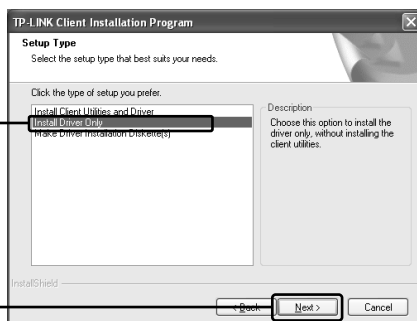 TP-LINK Client Installation Program
Setup Type
Select the setup type that best suits your needs.
Click the type of setup you prefer.
Install Client Utilities and Driver
Install Driver Only
Make Driver Installation Diskette(s)
Description
Choose this option to install the
driver only, without installing the
client utilities.
InstallShield
< Back
Next >
Cancel